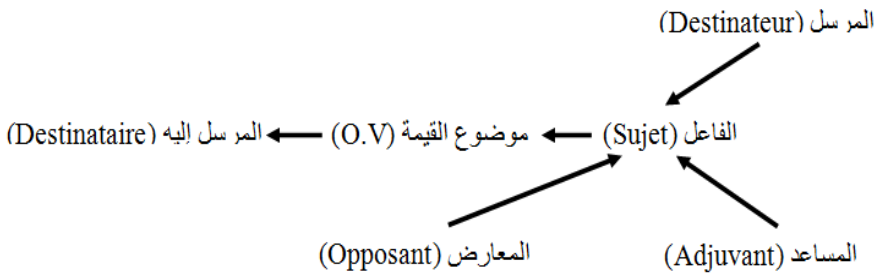 المرسل (Destinateur)
الفاعل (Sujet) موضوع القيمة (O.V) المرسل إليه (Destinataire)
المساعد (Adjuvant) المعارض (Opposant)